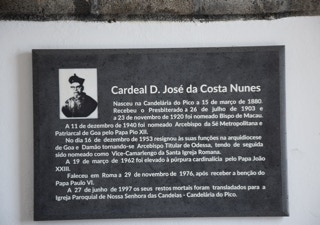 Cardeal D. José da Costa Nunes
Nasceu na Candelária do Pico a 15 de março de 1880.
Recebeu o Presbiterado a 26 de julho de 1903 e
a 23 de novembro de 1920 foi nomeado Bispo de Macau.
A 11 de dezembro de 1940 foi nomeado Arcebispo da Sé Metropolitana e
Patriarcal de Goa pelo Papa Pio XII.
No dia 16 de dezembro de 1953 resignou às suas funções na arquidiocese
de Goa e Damão tornando-se Arcebispo Titular de Odessa, tendo de seguida
sido nomeado como Vice-Camarlengo da Santa Igreja Romana.
A 19 de março de 1962 foi elevado à púrpura cardinalícia pelo Papa João
XXIII.
Faleceu em Roma a 29 de novembro de 1976, após receber a benção do
Papa Paulo VI.
A 27 de junho de 1997 os seus restos mortais foram transladados para a
Igreja Paroquial de Nossa Senhora das Candeias - Candelária do Pico.